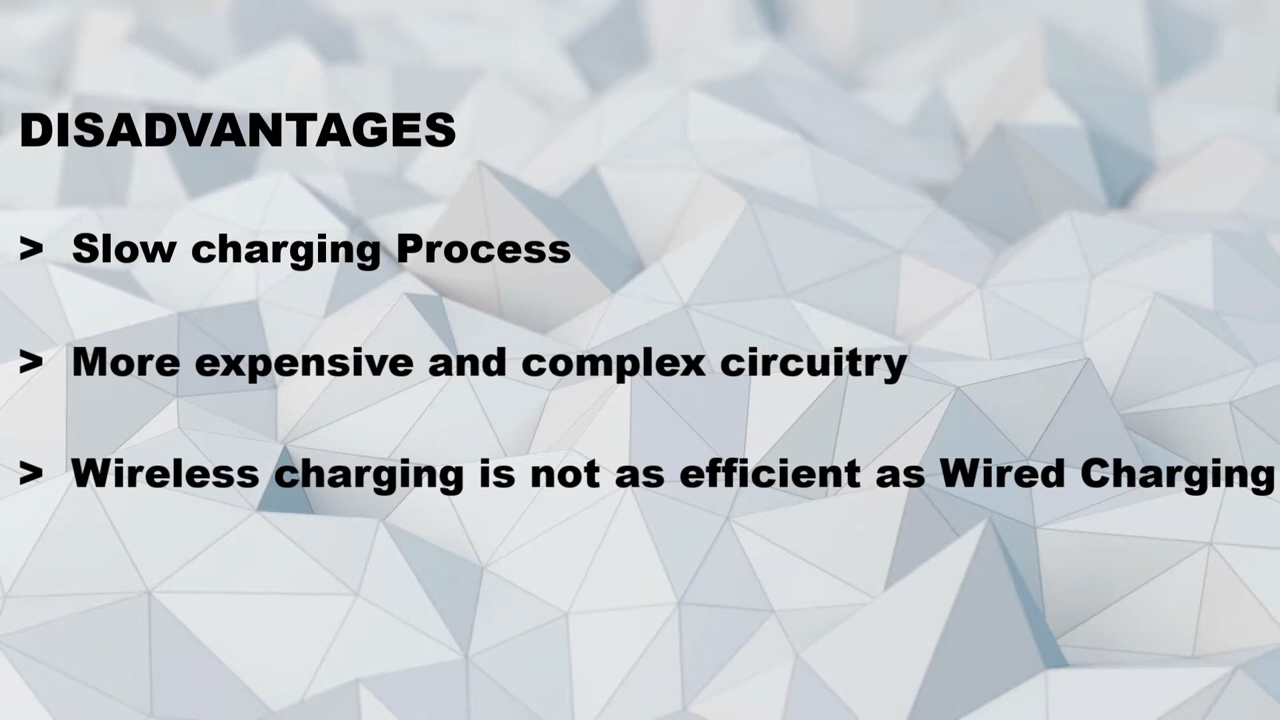 DISADVANTAGES
> Slow charging Process
> More expensive and complex circuitry
> Wireless charging is not as efficient as Wired Charging